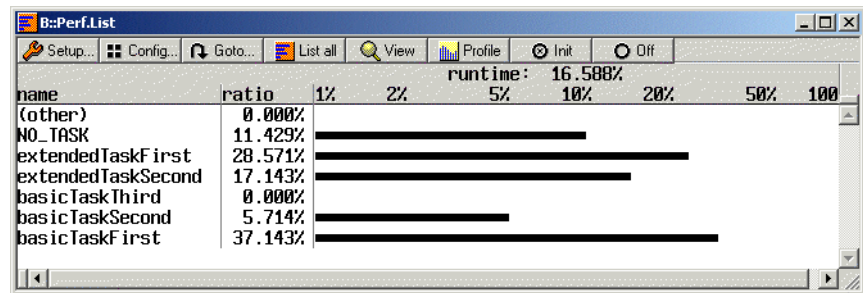 B::Perf.List
Setup... Config... Goto... List all View Profile Init Off
runtime: 16.588%
name ratio 1% 2% 5% 10% 20% 50% 100
(other) 0.000%
NO_TASK 11.429%
extendedTaskFirst 28.571%
extendedTaskSecond 17.143%
basicTaskThird 0.000%
basicTaskSecond 5.714%
basicTaskFirst 37.143%